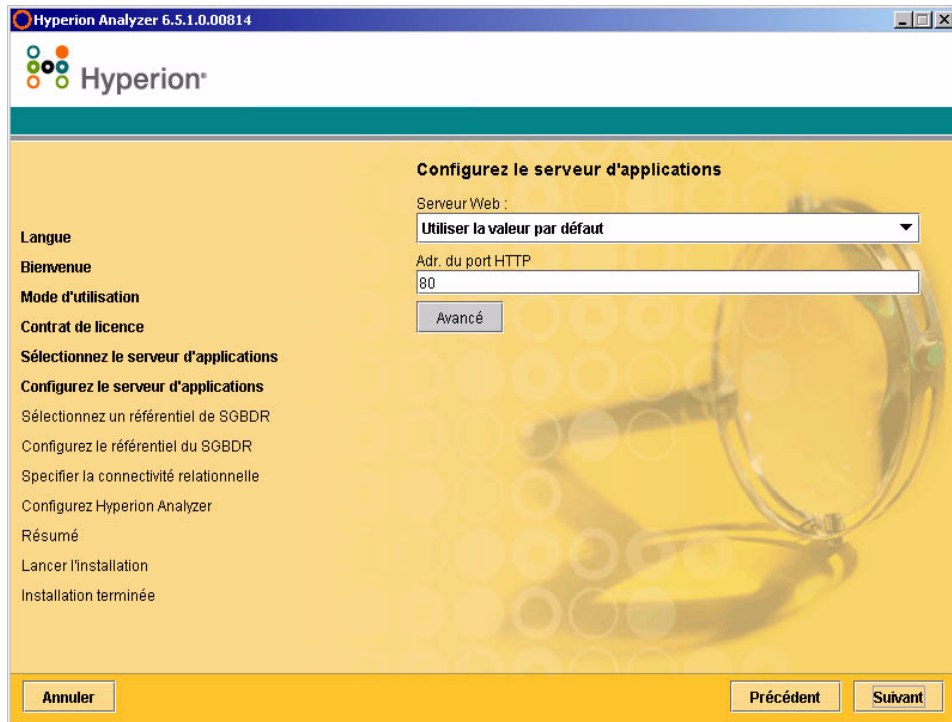 Hyperion Analyzer 6.5.1.0.00814
Hyperion
Configurez le serveur d'applications
Serveur Web :
Utiliser la valeur par défaut
Adr. du port HTTP
80
Avancé
Langue
Bienvenue
Mode d'utilisation
Contrat de licence
Sélectionnez le serveur d'applications
Configurez le serveur d'applications
Sélectionnez un référentiel de SGBDR
Configurez le référentiel du SGBDR
Specifier la connectivité relationnelle
Configurez Hyperion Analyzer
Résumé
Lancer l'installation
Installation terminée
Annuler
Précédent
Suivant